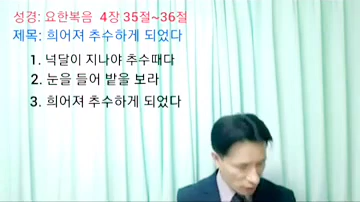 성경: 요한복음 4장 35절~36절
제목: 희어져 추수하게 되었다
1. 넉달이 지나야 추수때다
2. 눈을 들어 밭을 보라
3. 희어져 추수하게 되었다